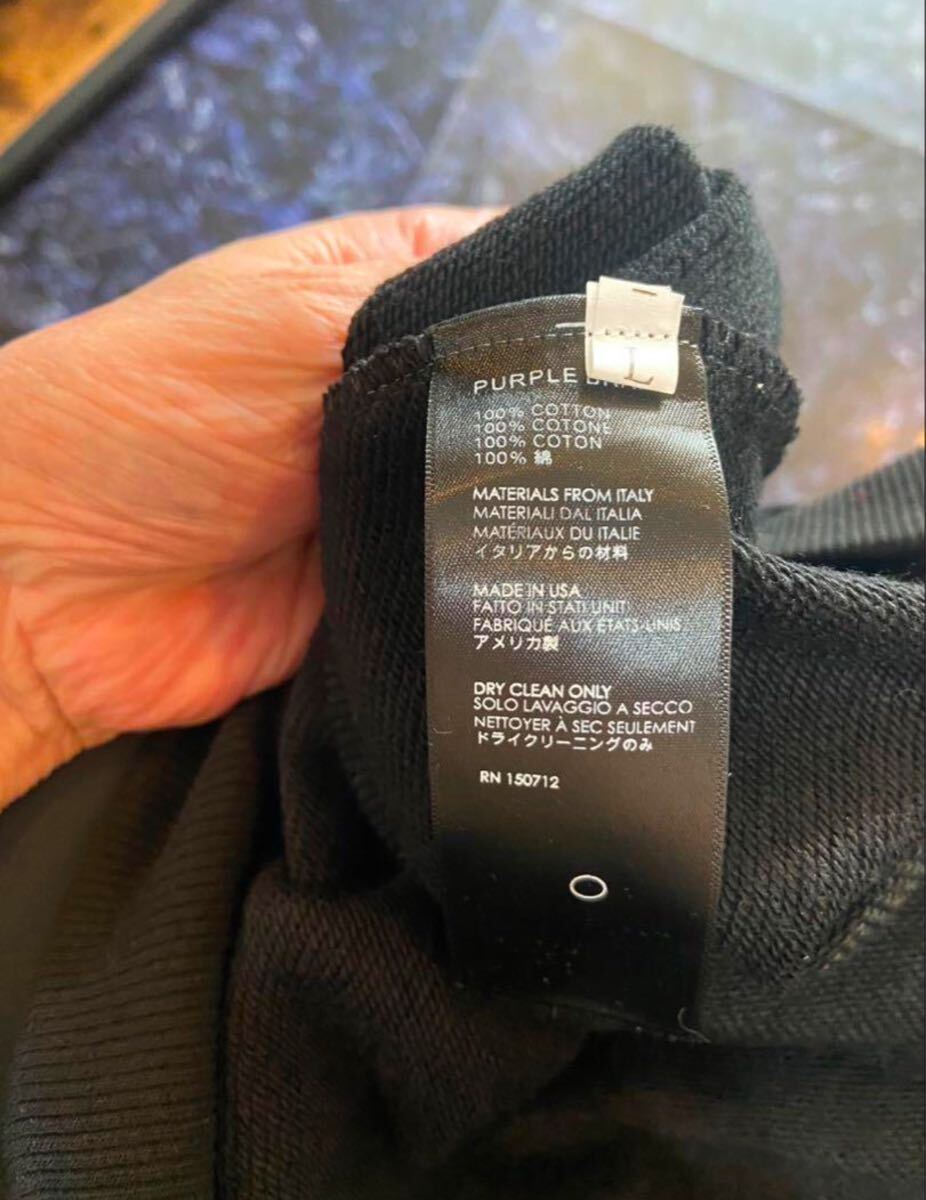 L
PURPLE
100% COTTON
100% COTONE
100% COTON
100% 綿
MATERIALS FROM ITALY
MATERIALI DAL ITALIA
MATÉRIAUX DU ITALIE
イタリアからの材料
MADE IN USA
FATTO IN STATI UNITI
FABRIQUÉ AUX ÉTATS-UNIS
アメリカ製
DRY CLEAN ONLY
SOLO LAVAGGIO A SECCO
NETTOYER À SEC SEULEMENT
ドライクリーニングのみ
RN 150712